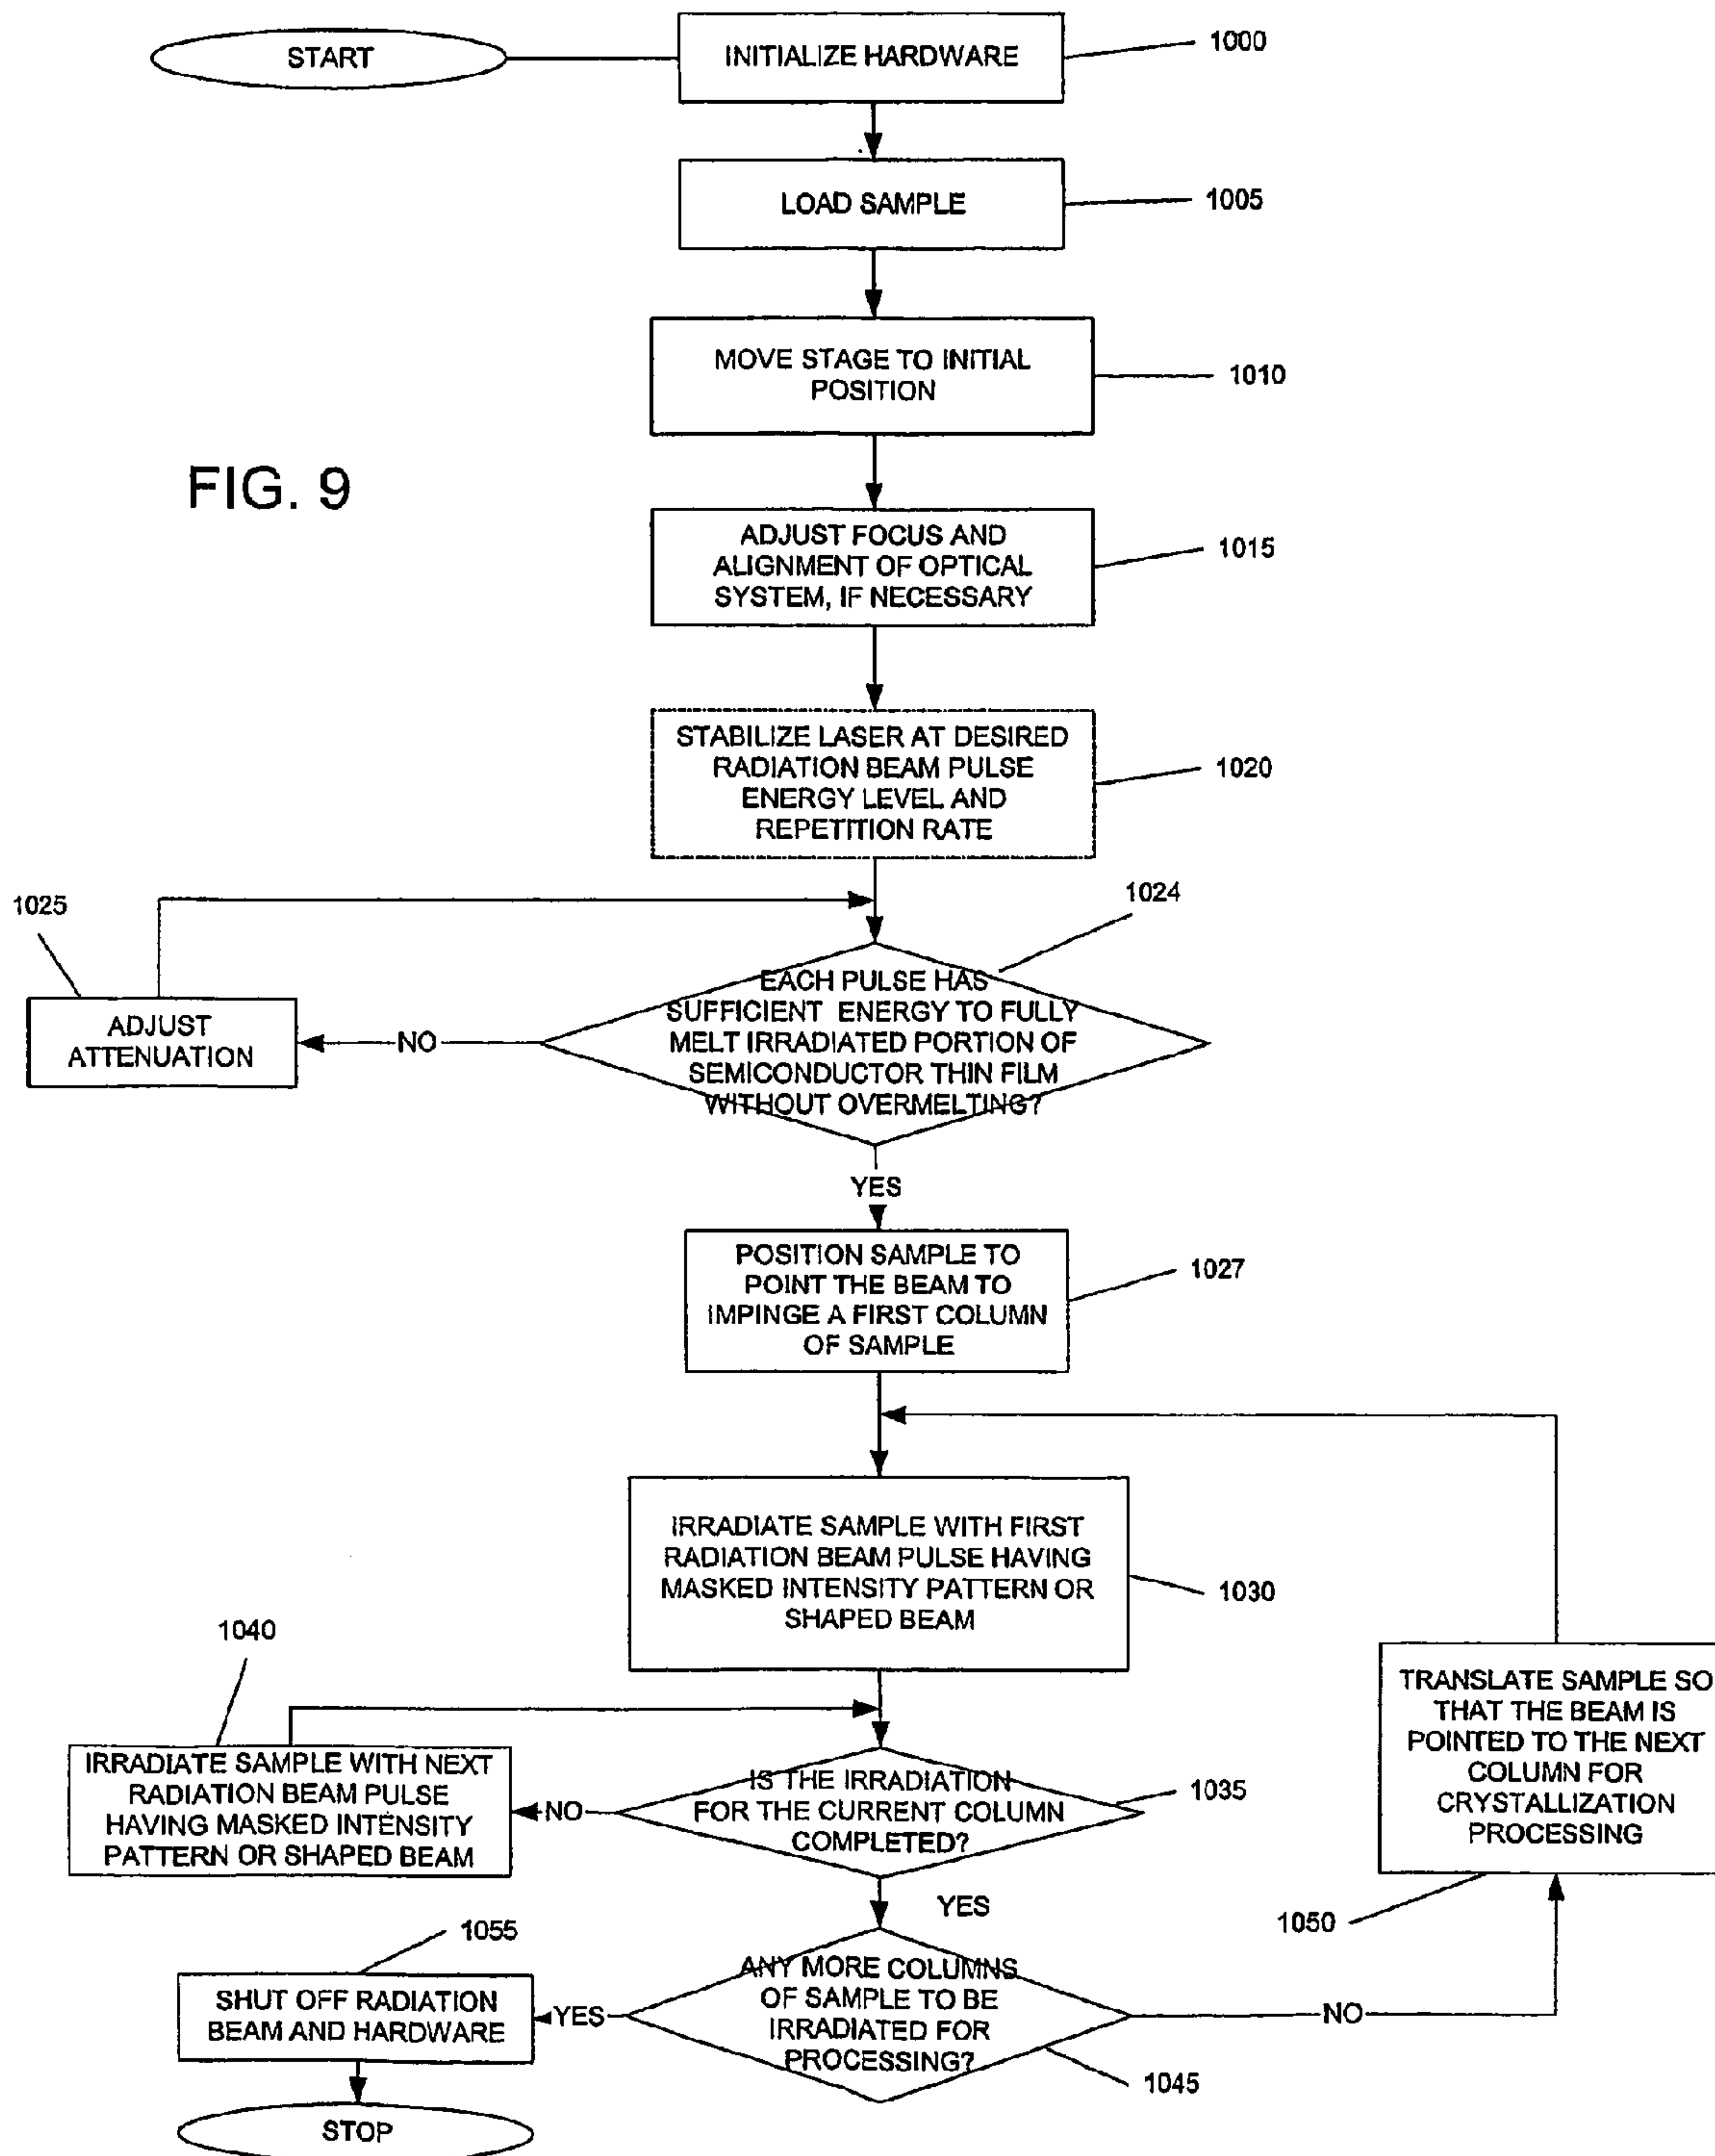 START
INITIALIZE HARDWARE
1000
LOAD SAMPLE
1005
MOVE STAGE TO INITIAL
POSITION
1010
FIG. 9
ADJUST FOCUS AND
ALIGNMENT OF OPTICAL
SYSTEM, IF NECESSARY
1015
STABILIZE LASER AT DESIRED
RADIATION BEAM PULSE
ENERGY LEVEL AND
REPETITION RATE
1020
1025
1024
ADJUST
ATTENUATION
NO
EACH PULSE HAS
SUFFICIENT ENERGY TO FULLY
MELT IRRADIATED PORTION OF
SEMICONDUCTOR THIN FILM
WITHOUT OVERMELTING?
YES
POSITION SAMPLE TO
POINT THE BEAM TO
IMPINGE A FIRST COLUMN
OF SAMPLE
1027
IRRADIATE SAMPLE WITH FIRST
RADIATION BEAM PULSE HAVING
MASKED INTENSITY PATTERN OR
SHAPED BEAM
1030
1040
IRRADIATE SAMPLE WITH NEXT
RADIATION BEAM PULSE
HAVING MASKED INTENSITY
PATTERN OR SHAPED BEAM
NO
IS THE IRRADIATION
FOR THE CURRENT COLUMN
COMPLETED?
1035
TRANSLATE SAMPLE SO
THAT THE BEAM IS
POINTED TO THE NEXT
COLUMN FOR
CRYSTALLIZATION
PROCESSING
1050
YES
1055
SHUT OFF RADIATION
BEAM AND HARDWARE
YES
ANY MORE COLUMNS
OF SAMPLE TO BE
IRRADIATED FOR
PROCESSING?
NO
1045
STOP